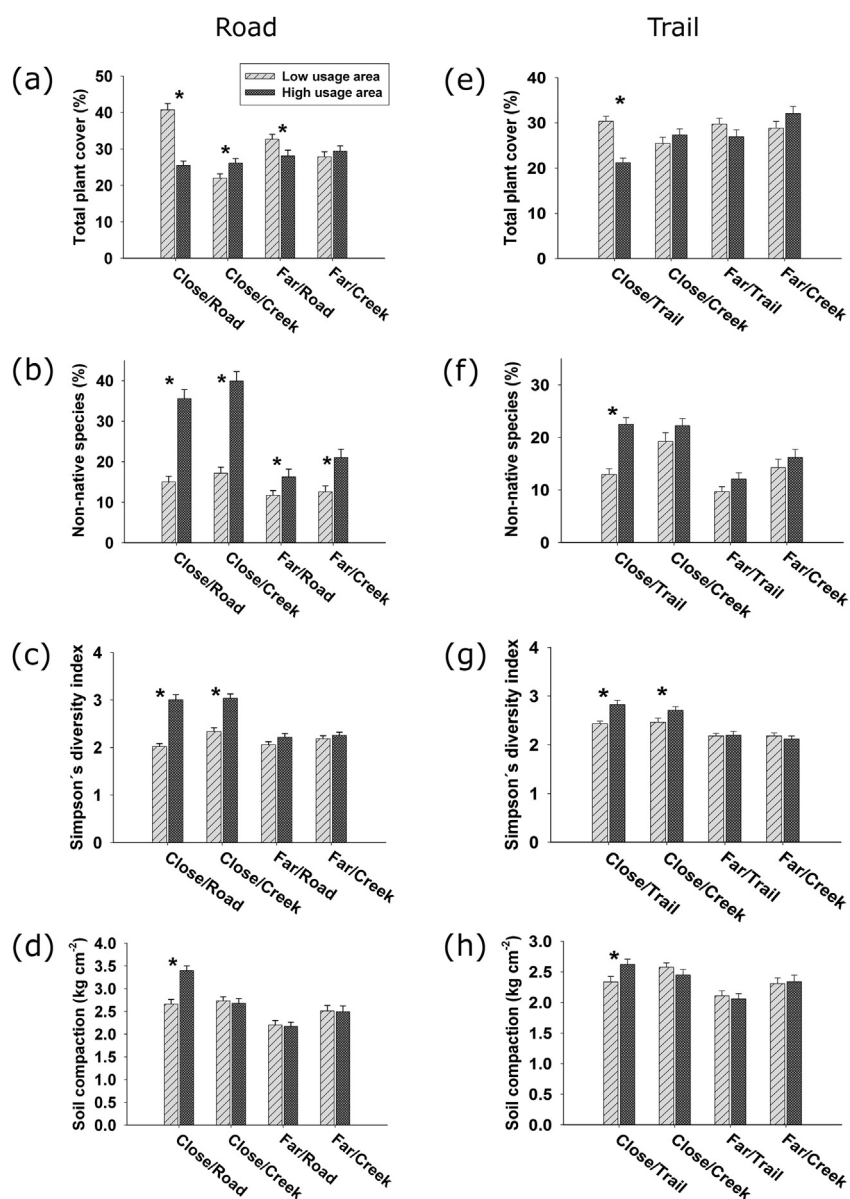 Road
Trail
(a)
Total plant cover (%)
50
40
30
20
10
0
* * *
Low usage area
High usage area
Close/Road
Close/Creek
Far/Road
Far/Creek
(e)
Total plant cover (%)
40
30
20
10
0
*
Close/Trail
Close/Creek
Far/Trail
Far/Creek
(b)
Non-native species (%)
40
30
20
10
0
* * * *
Close/Road
Close/Creek
Far/Road
Far/Creek
(f)
Non-native species (%)
30
20
10
0
*
Close/Trail
Close/Creek
Far/Trail
Far/Creek
(c)
Simpson´s diversity index
4
3
2
1
0
* *
Close/Road
Close/Creek
Far/Road
Far/Creek
(g)
Simpson´s diversity index
4
3
2
1
0
* *
Close/Trail
Close/Creek
Far/Trail
Far/Creek
(d)
Soil compaction (kg cm⁻²)
4.0
3.5
3.0
2.5
2.0
1.5
1.0
0.5
0.0
*
Close/Road
Close/Creek
Far/Road
Far/Creek
(h)
Soil compaction (kg cm⁻²)
3.0
2.5
2.0
1.5
1.0
0.5
0.0
*
Close/Trail
Close/Creek
Far/Trail
Far/Creek